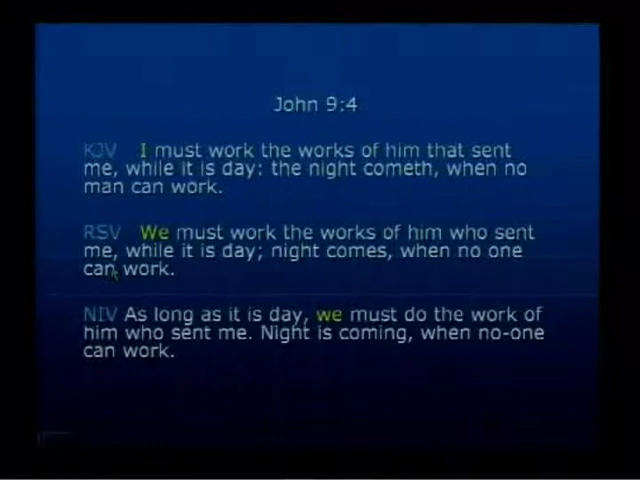 John 9:4
KJV I must work the works of him that sent
me, while it is day: the night cometh, when no
man can work.
RSV We must work the works of him who sent
me, while it is day; night comes, when no one
can work.
NIV As long as it is day, we must do the work of
him who sent me. Night is coming, when no-one
can work.